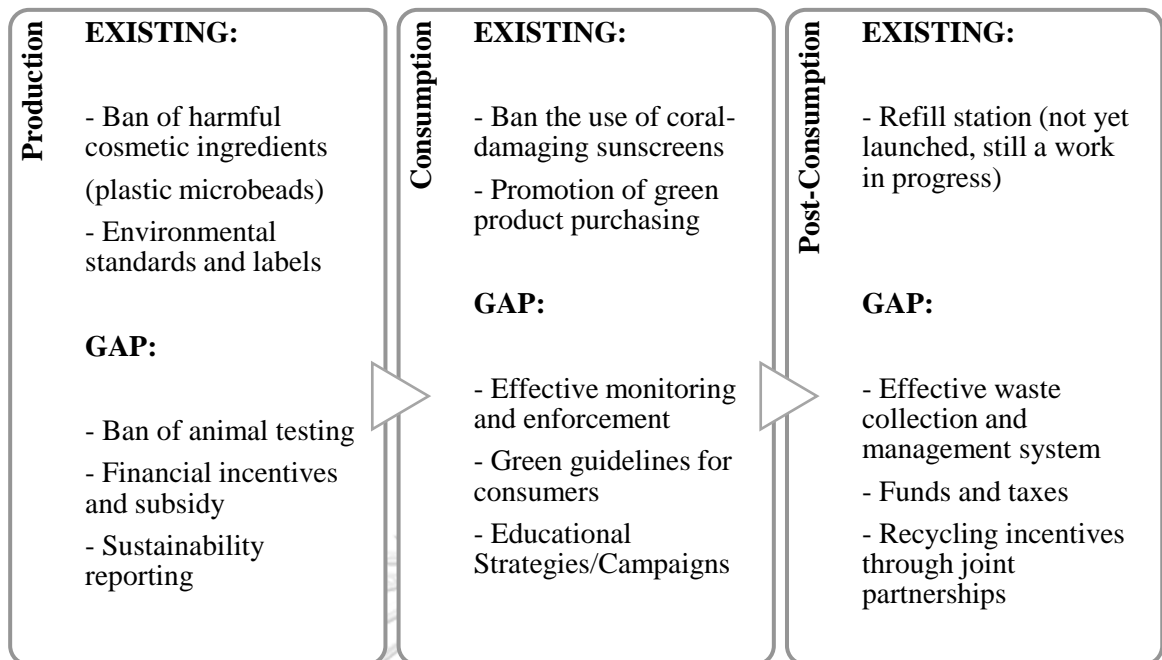 Production
EXISTING:
- Ban of harmful
cosmetic ingredients
(plastic microbeads)
- Environmental
standards and labels
GAP:
- Ban of animal testing
- Financial incentives
and subsidy
- Sustainability
reporting
Consumption
EXISTING:
- Ban the use of coral-
damaging sunscreens
- Promotion of green
product purchasing
GAP:
- Effective monitoring
and enforcement
- Green guidelines for
consumers
- Educational
Strategies/Campaigns
Post-Consumption
EXISTING:
- Refill station (not yet
launched, still a work
in progress)
GAP:
- Effective waste
collection and
management system
- Funds and taxes
- Recycling incentives
through joint
partnerships